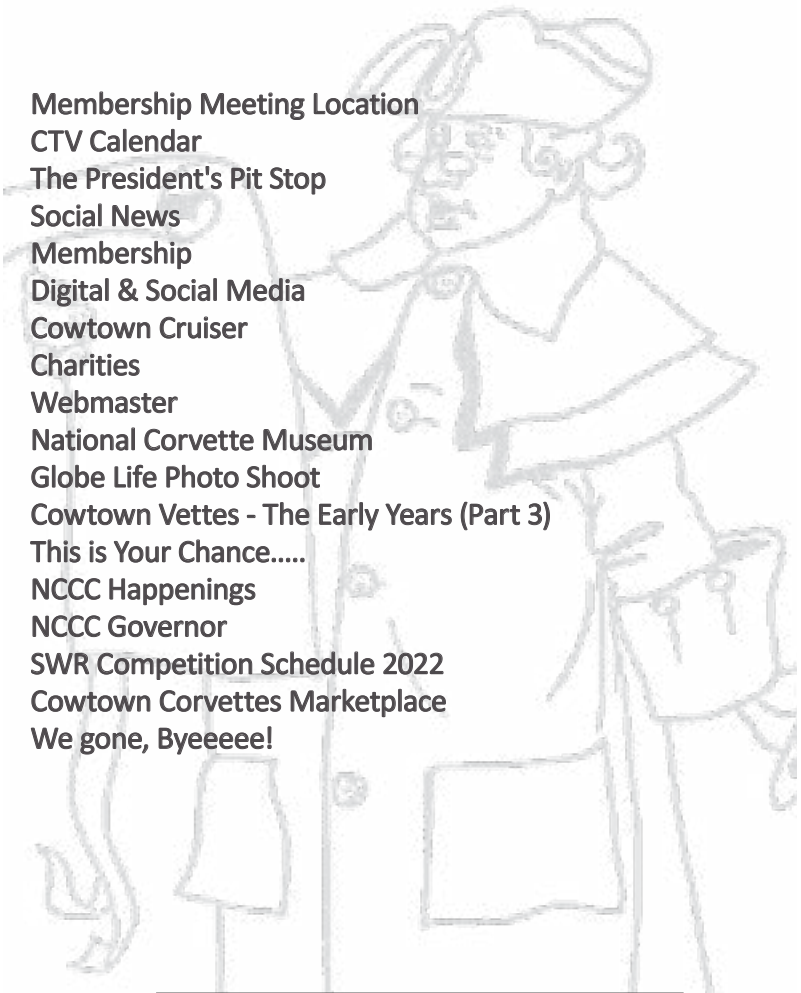 Membership Meeting Location
CTV Calendar
The President's Pit Stop
Social News
Membership
Digital & Social Media
Cowtown Cruiser
Charities
Webmaster
National Corvette Museum
Globe Life Photo Shoot
Cowtown Vettes - The Early Years (Part 3)
This is Your Chance.....
NCCC Happenings
NCCC Governor
SWR Competition Schedule 2022
Cowtown Corvettes Marketplace
We gone, Byeeeee!